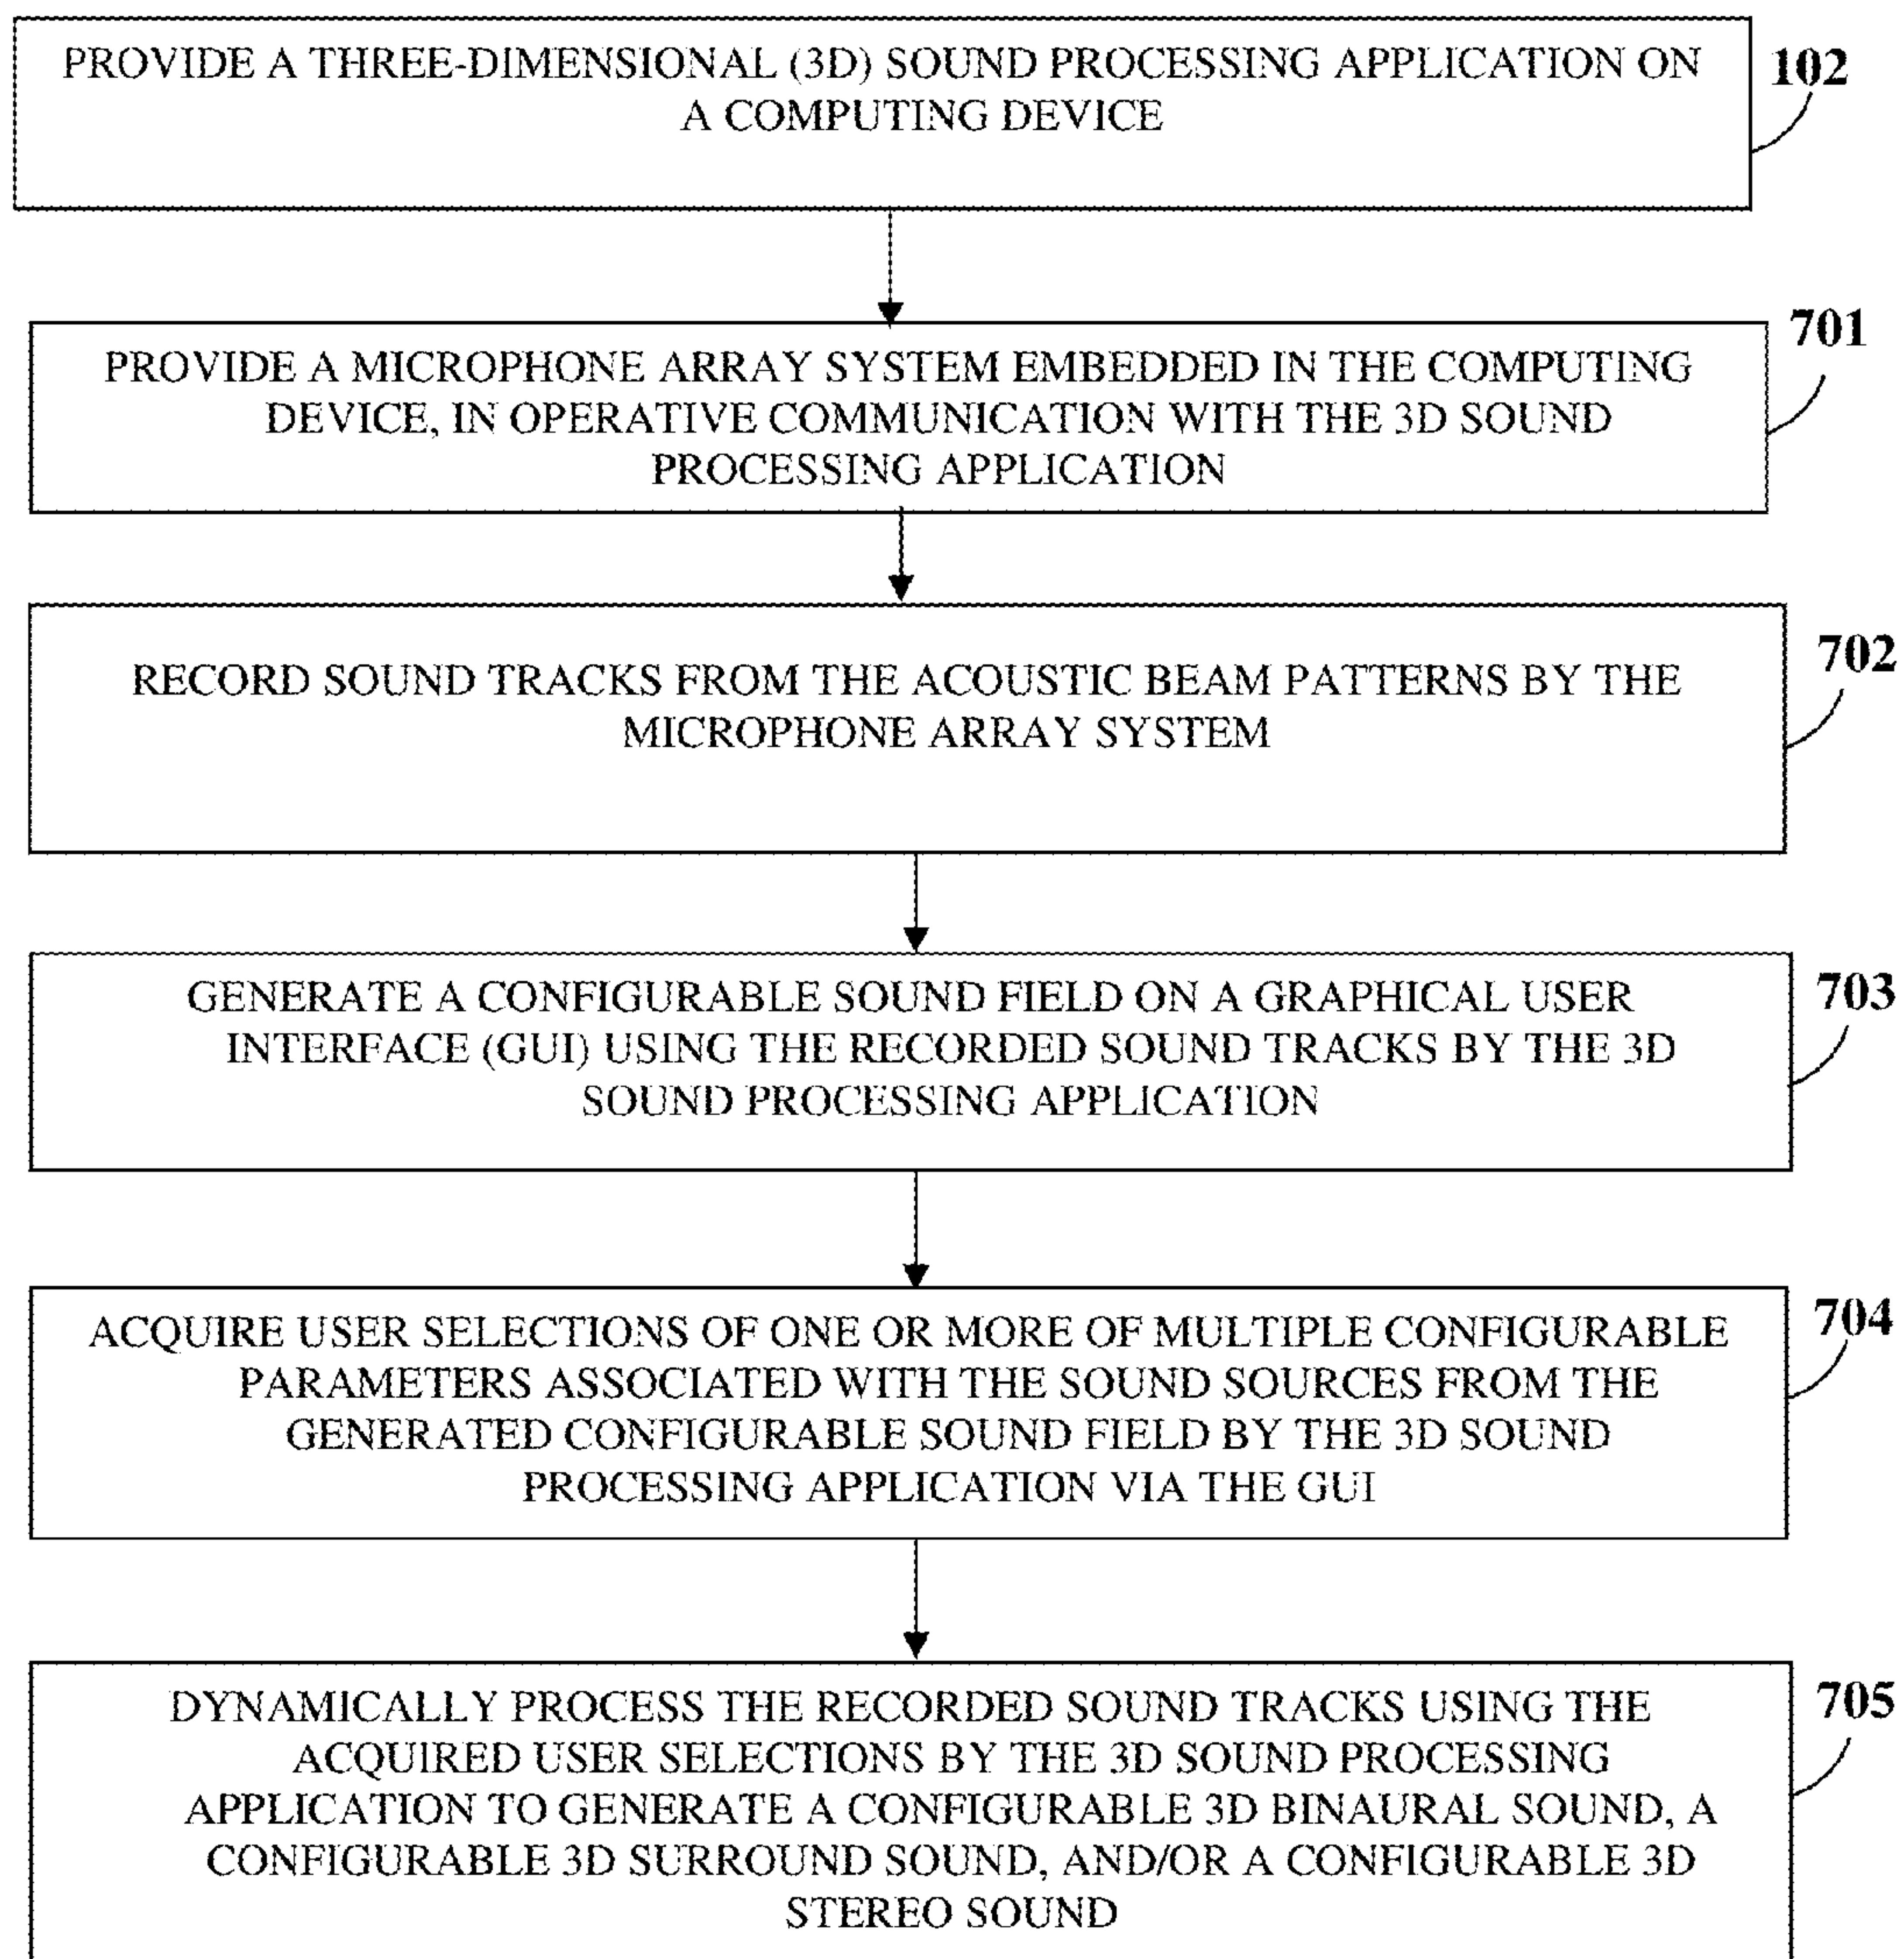 PROVIDE A THREE-DIMENSIONAL (3D) SOUND PROCESSING APPLICATION ON
A COMPUTING DEVICE
102
PROVIDE A MICROPHONE ARRAY SYSTEM EMBEDDED IN THE COMPUTING
DEVICE, IN OPERATIVE COMMUNICATION WITH THE 3D SOUND
PROCESSING APPLICATION
701
RECORD SOUND TRACKS FROM THE ACOUSTIC BEAM PATTERNS BY THE
MICROPHONE ARRAY SYSTEM
702
GENERATE A CONFIGURABLE SOUND FIELD ON A GRAPHICAL USER
INTERFACE (GUI) USING THE RECORDED SOUND TRACKS BY THE 3D
SOUND PROCESSING APPLICATION
703
ACQUIRE USER SELECTIONS OF ONE OR MORE OF MULTIPLE CONFIGURABLE
PARAMETERS ASSOCIATED WITH THE SOUND SOURCES FROM THE
GENERATED CONFIGURABLE SOUND FIELD BY THE 3D SOUND
PROCESSING APPLICATION VIA THE GUI
704
DYNAMICALLY PROCESS THE RECORDED SOUND TRACKS USING THE
ACQUIRED USER SELECTIONS BY THE 3D SOUND PROCESSING
APPLICATION TO GENERATE A CONFIGURABLE 3D BINAURAL SOUND, A
CONFIGURABLE 3D SURROUND SOUND, AND/OR A CONFIGURABLE 3D
STEREO SOUND
705